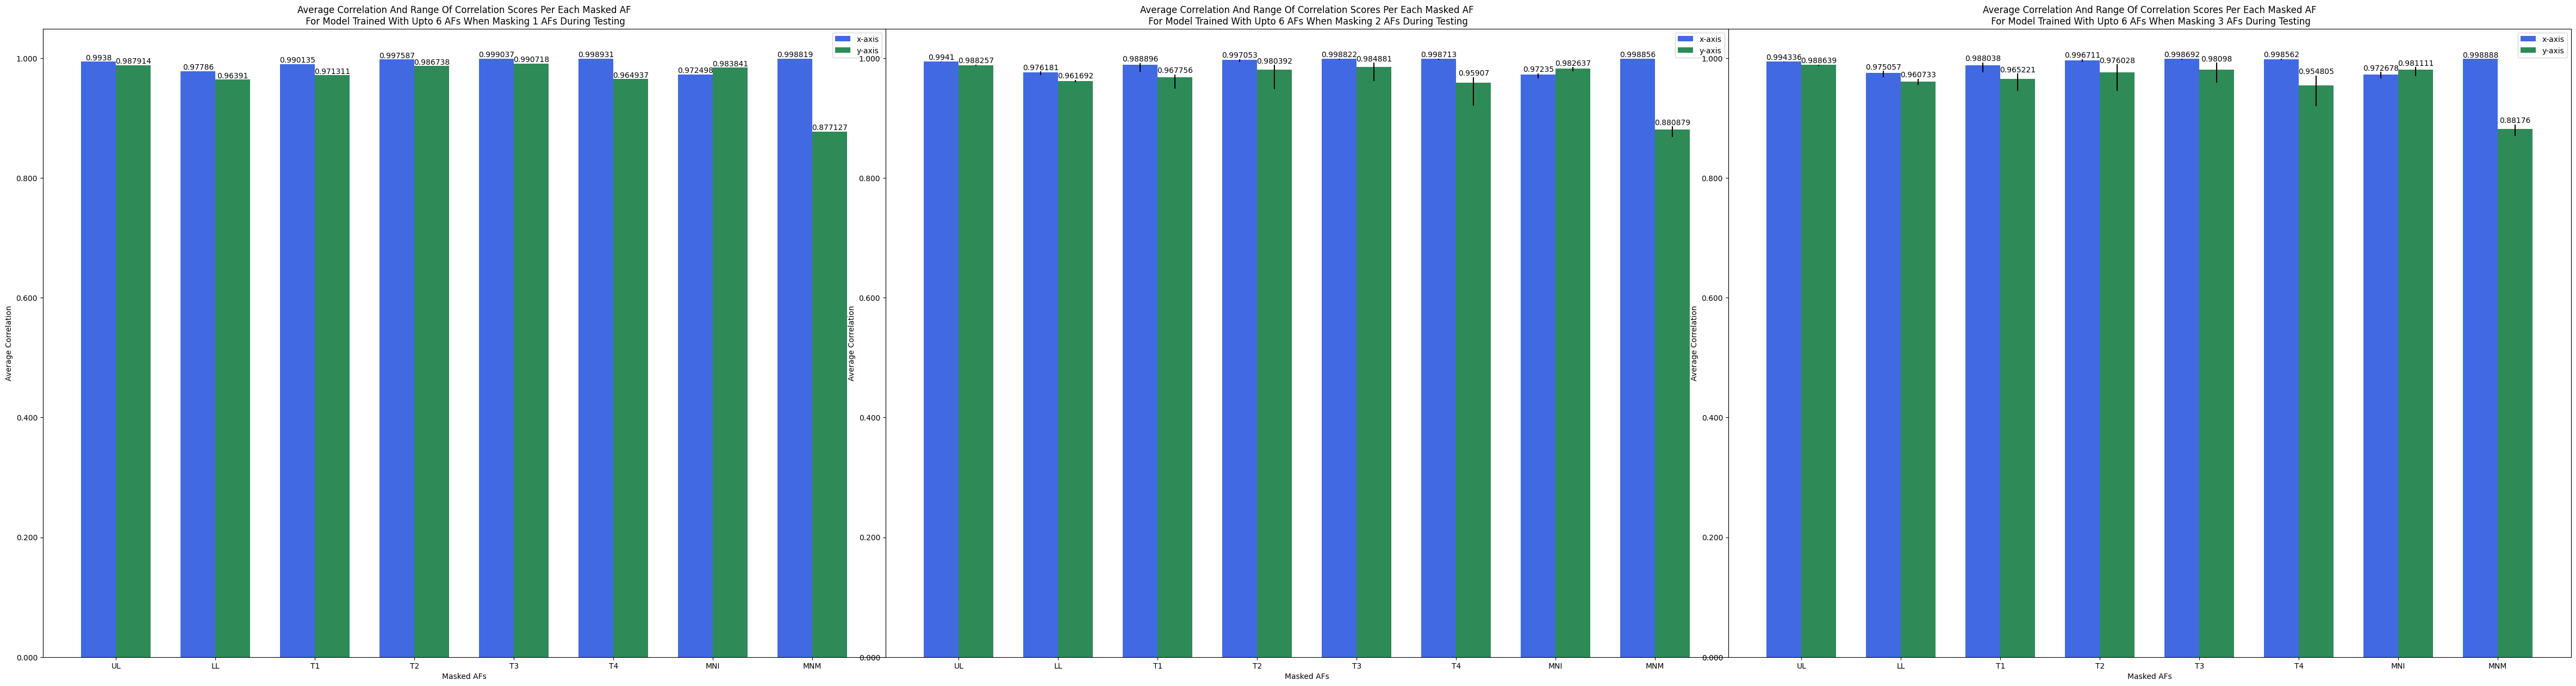 Average Correlation And Range Of Correlation Scores Per Each Masked AF
For Model Trained With Upto 6 AFs When Masking 1 AFs During Testing
x-axis
y-axis
1.000
0.800
0.600
0.400
0.200
0.000
Average Correlation
0.9938 0.987914 0.97786 0.96391 0.990135 0.971311 0.997587 0.986738 0.999037 0.990718 0.998931 0.964937 0.972498 0.983841 0.998819 0.877127
UL LL T1 T2 T3 T4 MNI MNM
Masked AFs
Average Correlation And Range Of Correlation Scores Per Each Masked AF
For Model Trained With Upto 6 AFs When Masking 2 AFs During Testing
x-axis
y-axis
1.000
0.800
0.600
0.400
0.200
0.000
Average Correlation
0.9941 0.988257 0.976181 0.961692 0.988896 0.967756 0.997053 0.980392 0.998822 0.984881 0.998713 0.95907 0.97235 0.982637 0.998856 0.880879
UL LL T1 T2 T3 T4 MNI MNM
Masked AFs
Average Correlation And Range Of Correlation Scores Per Each Masked AF
For Model Trained With Upto 6 AFs When Masking 3 AFs During Testing
x-axis
y-axis
1.000
0.800
0.600
0.400
0.200
0.000
Average Correlation
0.994336 0.988639 0.975057 0.960733 0.988038 0.965221 0.996711 0.976028 0.998692 0.98098 0.998562 0.954805 0.972678 0.981111 0.998888 0.88176
UL LL T1 T2 T3 T4 MNI MNM
Masked AFs